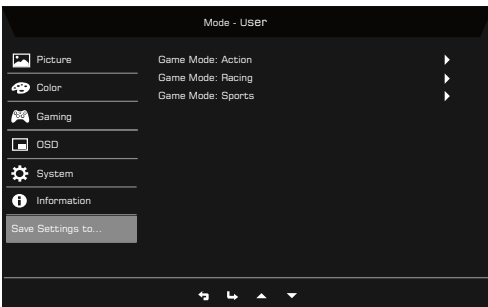 Mode - User
Picture
Color
Gaming
OSD
System
Information
Save Settings to...
Game Mode: Action
Game Mode: Racing
Game Mode: Sports